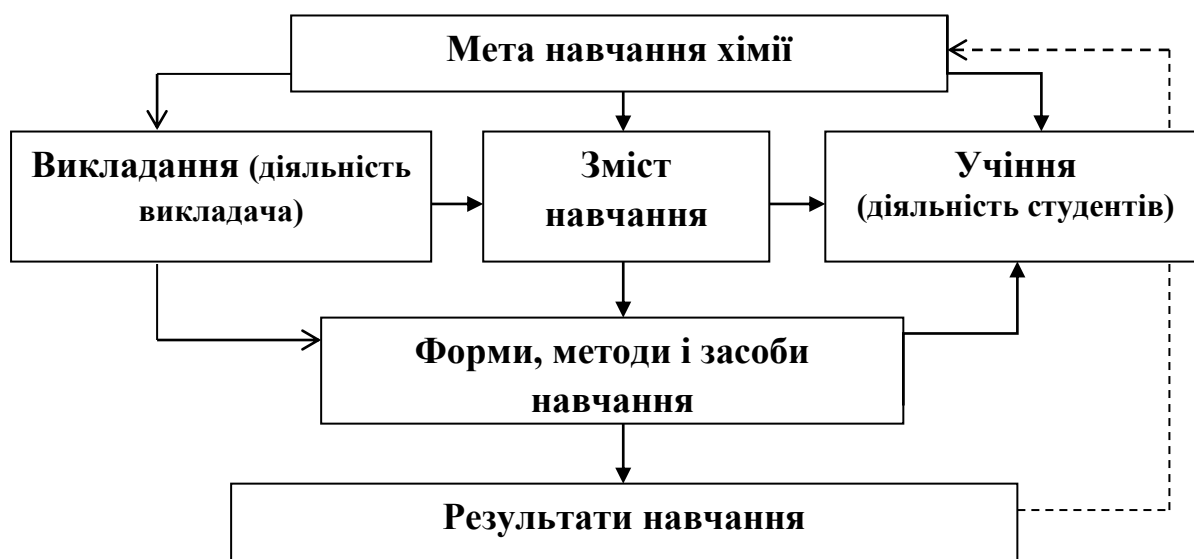 Мета навчання хімії
Викладання (діяльність
викладача)
Зміст
навчання
Учіння
(діяльність студентів)
Форми, методи і засоби
навчання
Результати навчання